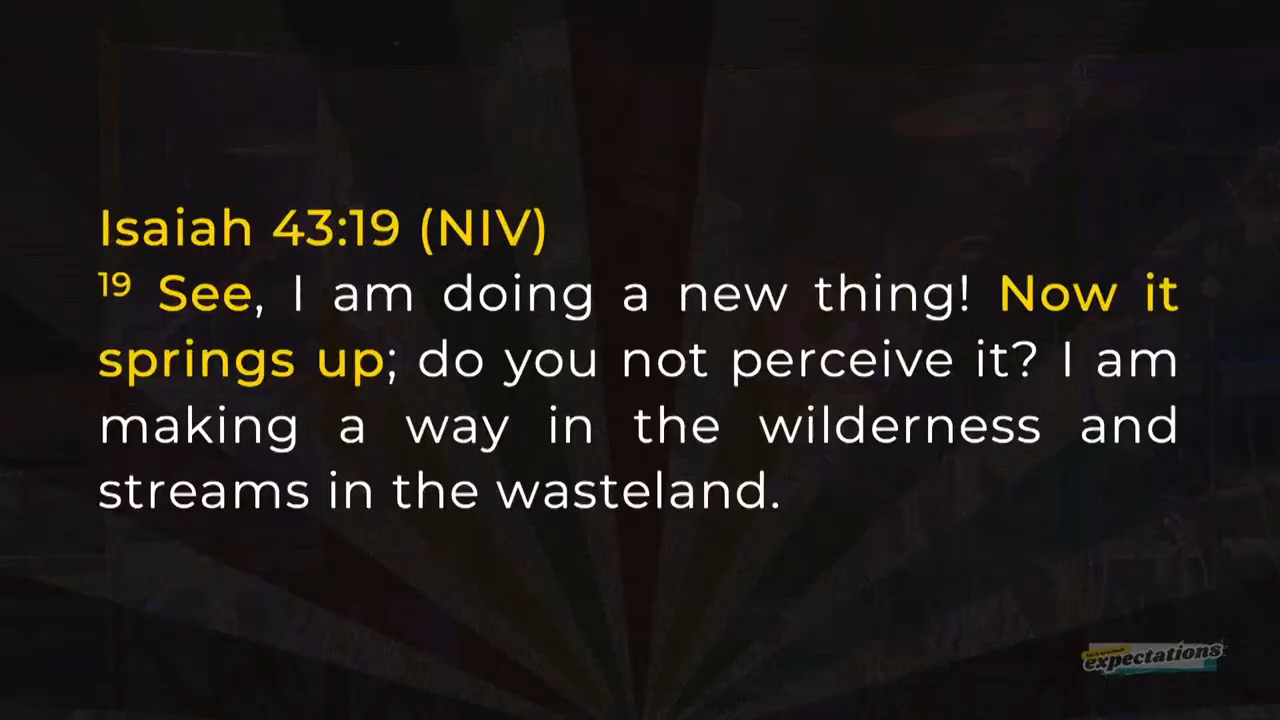 Isaiah 43:19 (NIV)
19 See, I am doing a new thing! Now it
springs up; do you not perceive it? I am
making a way in the wilderness and
streams in the wasteland.
expectations